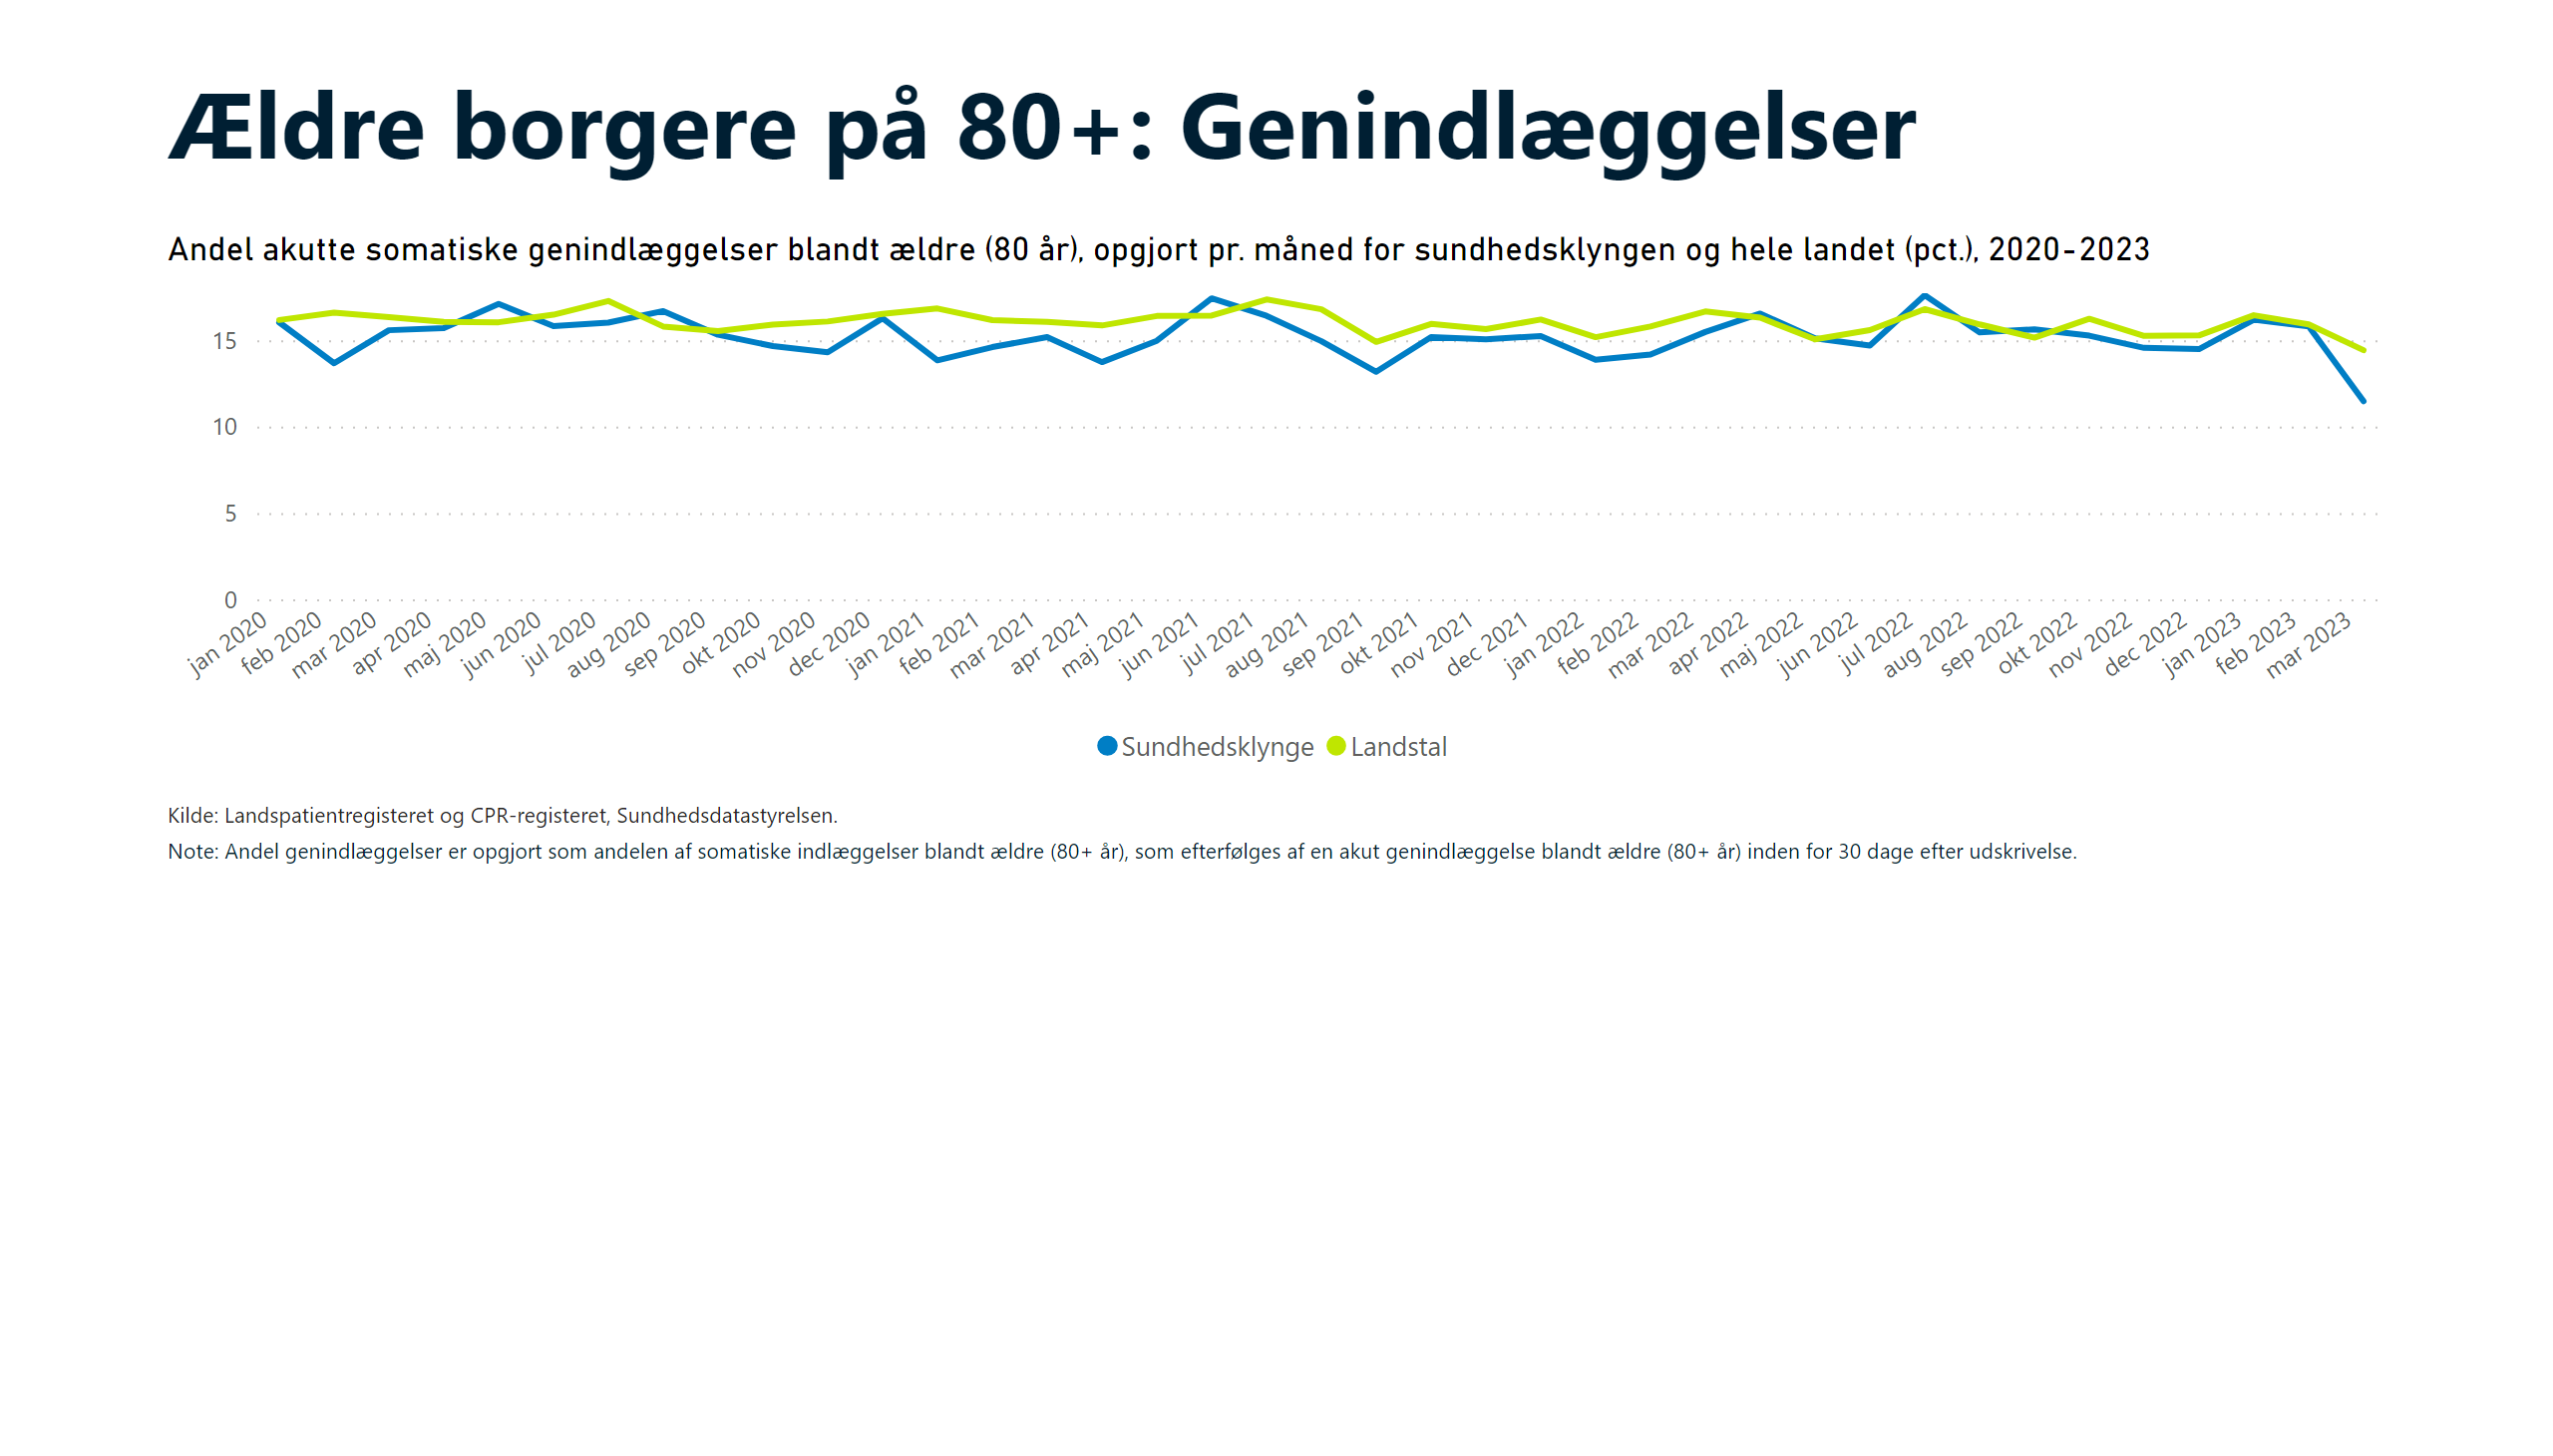 Ældre borgere på 80+: Genindlæggelser
Andel akutte somatiske genindlæggelser blandt ældre (80 år), opgjort pr. måned for sundhedsklyngen og hele landet (pct.), 2020-2023
15
10
5
0
jan 2020
feb 2020
mar 2020
apr 2020
maj 2020
jun 2020
jul 2020
aug 2020
sep 2020
okt 2020
nov 2020
dec 2020
jan 2021
feb 2021
mar 2021
apr 2021
maj 2021
jun 2021
jul 2021
aug 2021
sep 2021
okt 2021
nov 2021
dec 2021
jan 2022
feb 2022
mar 2022
apr 2022
maj 2022
jun 2022
jul 2022
aug 2022
sep 2022
okt 2022
nov 2022
dec 2022
jan 2023
feb 2023
mar 2023
Sundhedsklynge Landstal
Kilde: Landspatientregisteret og CPR-registeret, Sundhedsdatastyrelsen.
Note: Andel genindlæggelser er opgjort som andelen af somatiske indlæggelser blandt ældre (80+ år), som efterfølges af en akut genindlæggelse blandt ældre (80+ år) inden for 30 dage efter udskrivelse.